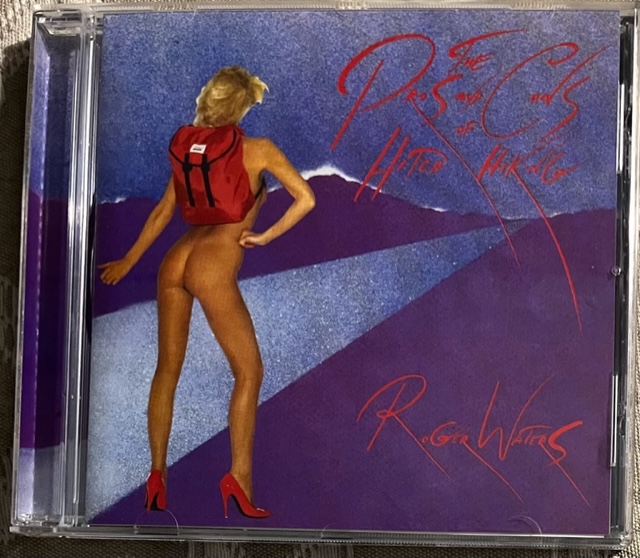 THE
PROS AND CONS
OF
HITCH HIKING
ROGER WATERS